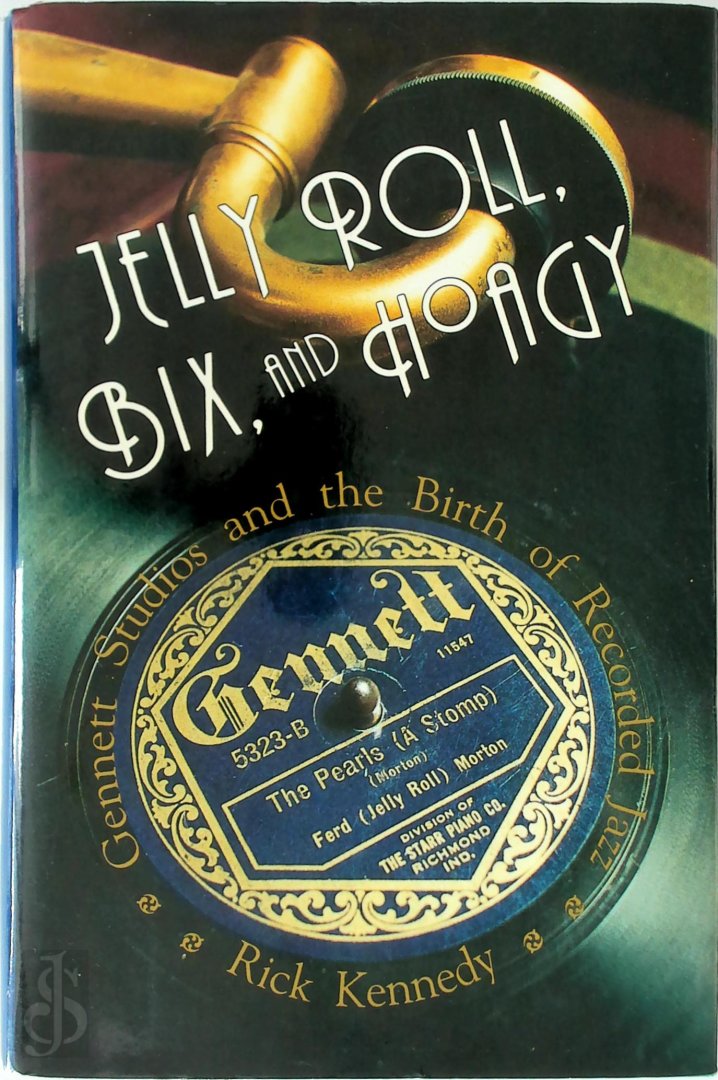 JELLY ROLL,
BIX, AND HOAGY
Gennett Studios and the Birth of Recorded Jazz
Gennett
11547
5323-B
The Pearls (A Stomp)
(Morton)
Ferd (Jelly Roll) Morton
DIVISION OF
THE STARR PIANO CO.
RICHMOND
IND.
Rick Kennedy